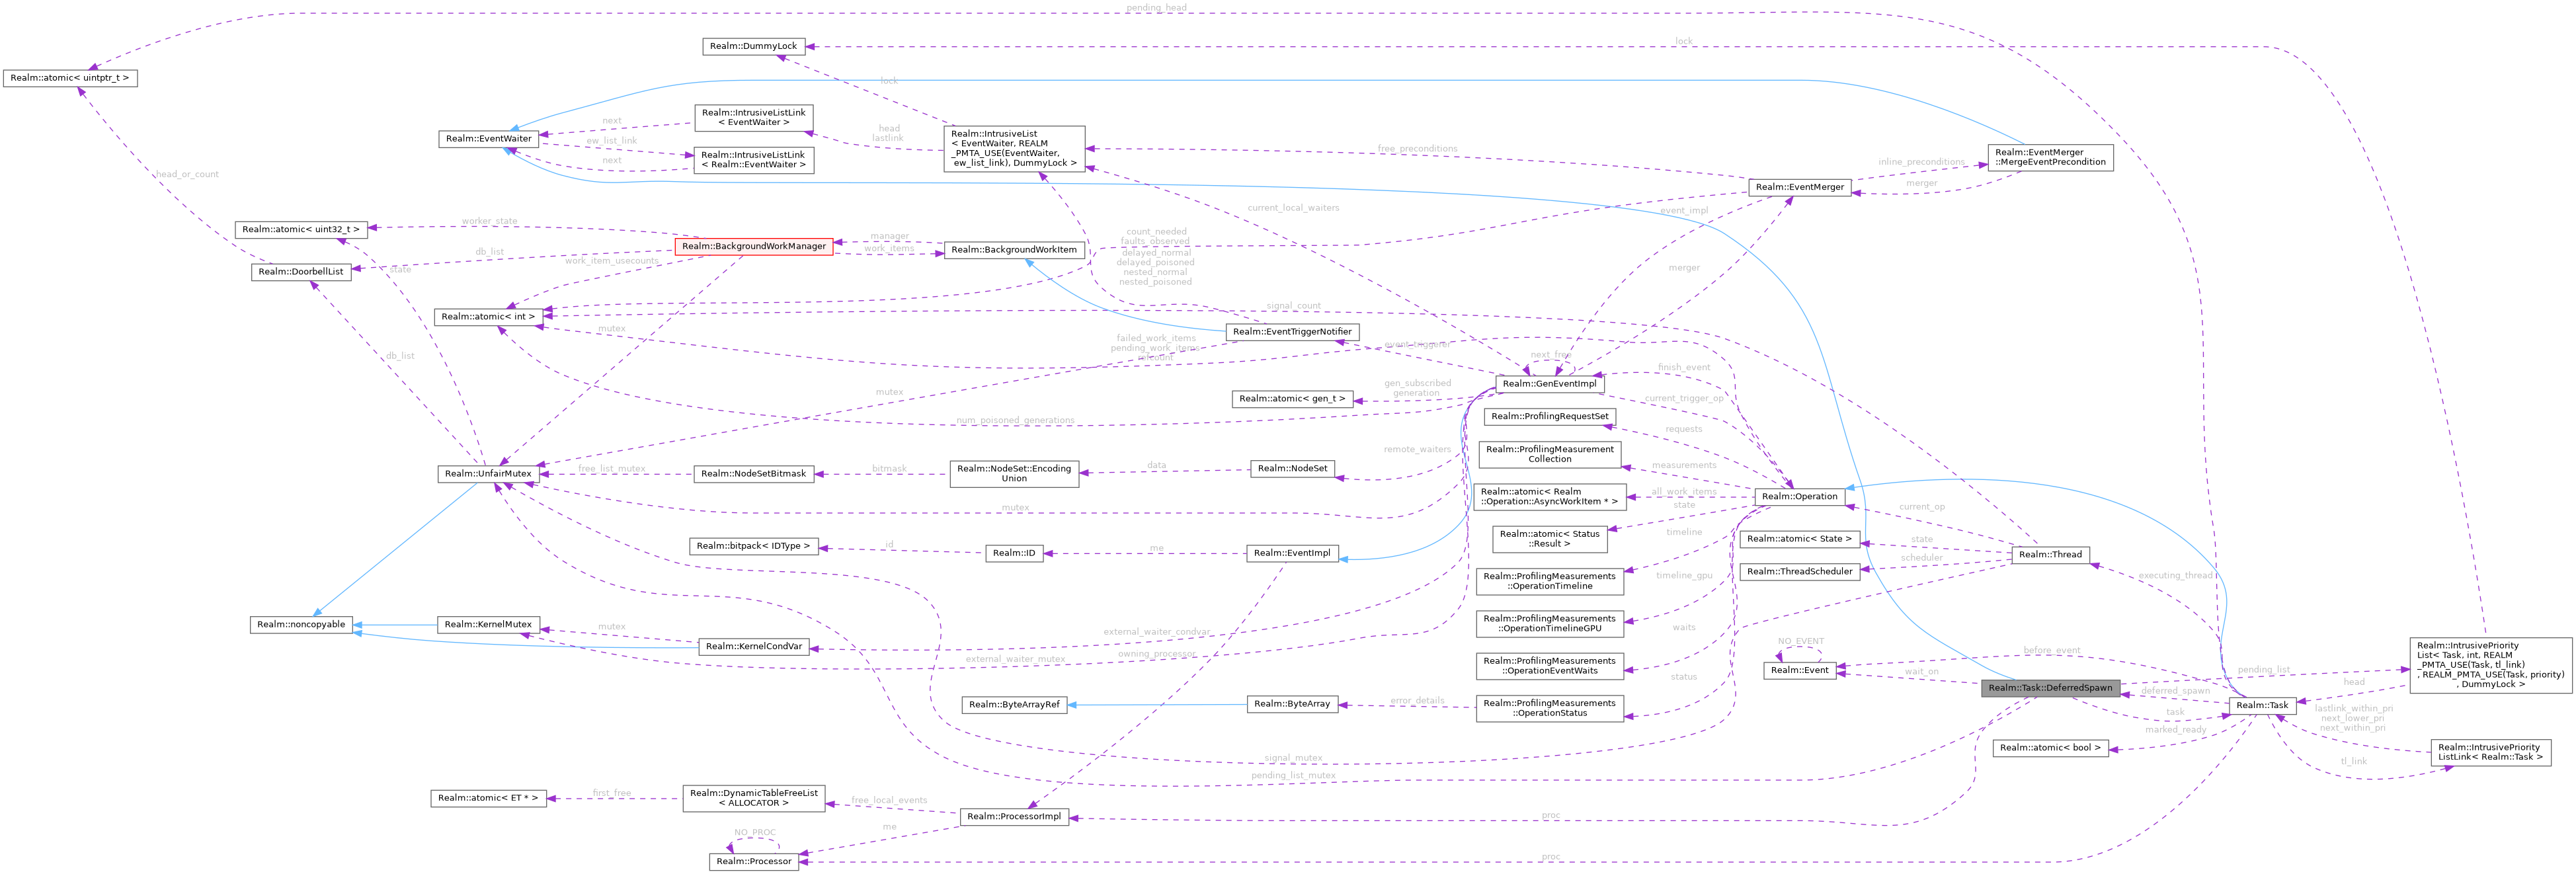 pending_head
Realm::DummyLock
lock
Realm::atomic< uintptr_t >
lock
Realm::IntrusiveListLink
< EventWaiter >
next
head
lastlink
Realm::EventWaiter
ew_list_link
Realm::IntrusiveListLink
< Realm::EventWaiter >
next
Realm::IntrusiveList
< EventWaiter, REALM
_PMTA_USE(EventWaiter,
ew_list_link), DummyLock >
free_preconditions
Realm::EventMerger
::MergeEventPrecondition
inline_preconditions
merger
Realm::EventMerger
head_or_count
current_local_waiters
event_impl
worker_state
Realm::atomic< uint32_t >
Realm::BackgroundWorkManager
manager
work_items
Realm::BackgroundWorkItem
count_needed
faults_observed
delayed_normal
delayed_poisoned
nested_normal
nested_poisoned
db_list
work_item_usecounts
state
Realm::DoorbellList
merger
signal_count
Realm::atomic< int >
mutex
Realm::EventTriggerNotifier
failed_work_items
pending_work_items
refcount
event_triggerer
db_list
next_free
finish_event
Realm::GenEventImpl
gen_subscribed
generation
Realm::atomic< gen_t >
mutex
current_trigger_op
num_poisoned_generations
Realm::ProfilingRequestSet
requests
Realm::ProfilingMeasurement
Collection
measurements
remote_waiters
Realm::UnfairMutex
free_list_mutex
Realm::NodeSetBitmask
bitmask
Realm::NodeSet::Encoding
Union
data
Realm::NodeSet
Realm::atomic< Realm
::Operation::AsyncWorkItem * >
all_work_items
Realm::Operation
mutex
state
current_op
Realm::atomic< Status
::Result >
timeline
Realm::atomic< State >
state
Realm::bitpack< IDType >
id
Realm::ID
me
Realm::EventImpl
scheduler
Realm::Thread
Realm::ThreadScheduler
executing_thread
Realm::ProfilingMeasurements
::OperationTimeline
timeline_gpu
Realm::ProfilingMeasurements
::OperationTimelineGPU
waits
Realm::noncopyable
Realm::KernelMutex
mutex
Realm::KernelCondVar
external_waiter_condvar
external_waiter_mutex
owning_processor
Realm::ProfilingMeasurements
::OperationEventWaits
status
NO_EVENT
Realm::Event
before_event
wait_on
Realm::IntrusivePriority
List< Task, int, REALM
_PMTA_USE(Task, tl_link)
, REALM_PMTA_USE(Task, priority)
, DummyLock >
pending_list
head
Realm::Task::DeferredSpawn
deferred_spawn
Realm::ByteArrayRef
Realm::ByteArray
error_details
Realm::ProfilingMeasurements
::OperationStatus
task
Realm::Task
lastlink_within_pri
next_lower_pri
next_within_pri
marked_ready
Realm::atomic< bool >
tl_link
Realm::IntrusivePriority
ListLink< Realm::Task >
signal_mutex
pending_list_mutex
Realm::atomic< ET * >
first_free
Realm::DynamicTableFreeList
< ALLOCATOR >
free_local_events
Realm::ProcessorImpl
proc
me
NO_PROC
Realm::Processor
proc